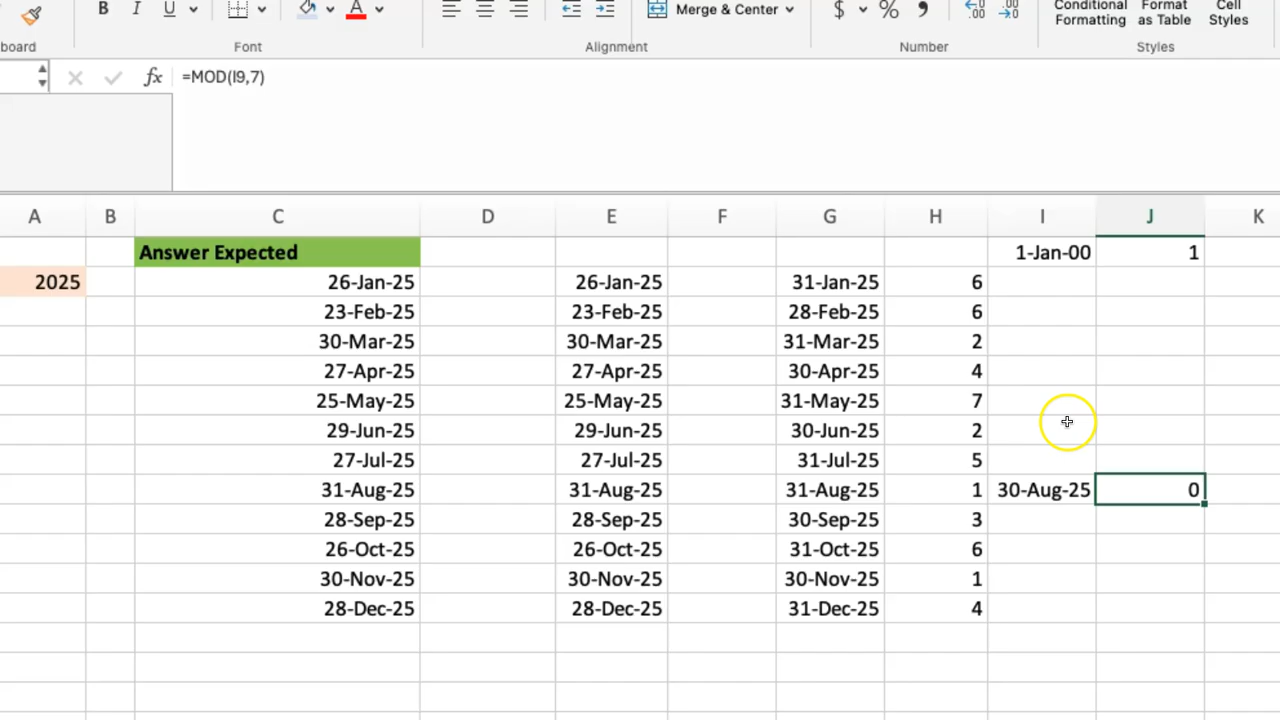 B I U Merge & Center $ % Conditional Formatting Format as Table Cell Styles
board Font Alignment Number Styles
fx =MOD(I9,7)
A B C D E F G H I J K
Answer Expected 1-Jan-00 1
2025 26-Jan-25 26-Jan-25 31-Jan-25 6
23-Feb-25 23-Feb-25 28-Feb-25 6
30-Mar-25 30-Mar-25 31-Mar-25 2
27-Apr-25 27-Apr-25 30-Apr-25 4
25-May-25 25-May-25 31-May-25 7
29-Jun-25 29-Jun-25 30-Jun-25 2
27-Jul-25 27-Jul-25 31-Jul-25 5
31-Aug-25 31-Aug-25 31-Aug-25 1 30-Aug-25 0
28-Sep-25 28-Sep-25 30-Sep-25 3
26-Oct-25 26-Oct-25 31-Oct-25 6
30-Nov-25 30-Nov-25 30-Nov-25 1
28-Dec-25 28-Dec-25 31-Dec-25 4